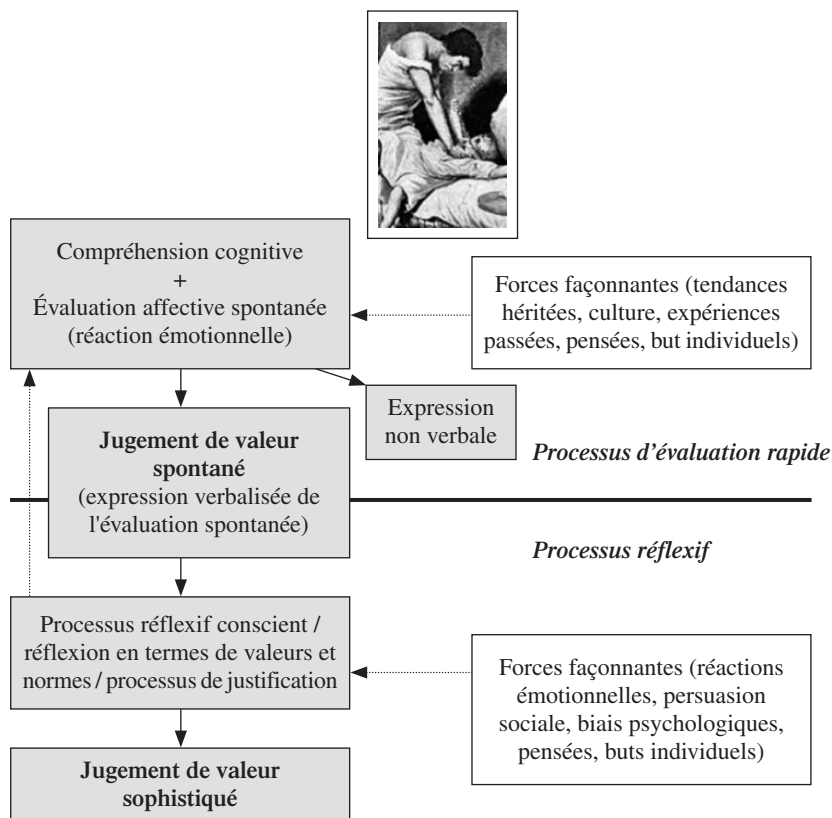 Compréhension cognitive
+
Évaluation affective spontanée
(réaction émotionnelle)
Forces façonnantes (tendances
héritées, culture, expériences
passées, pensées, but individuels)
Expression
non verbale
Jugement de valeur
spontané
(expression verbalisée de
l'évaluation spontanée)
Processus d'évaluation rapide
Processus réflexif
Processus réflexif conscient /
réflexion en termes de valeurs et
normes / processus de justification
Forces façonnantes (réactions
émotionnelles, persuasion
sociale, biais psychologiques,
pensées, buts individuels)
Jugement de valeur
sophistiqué